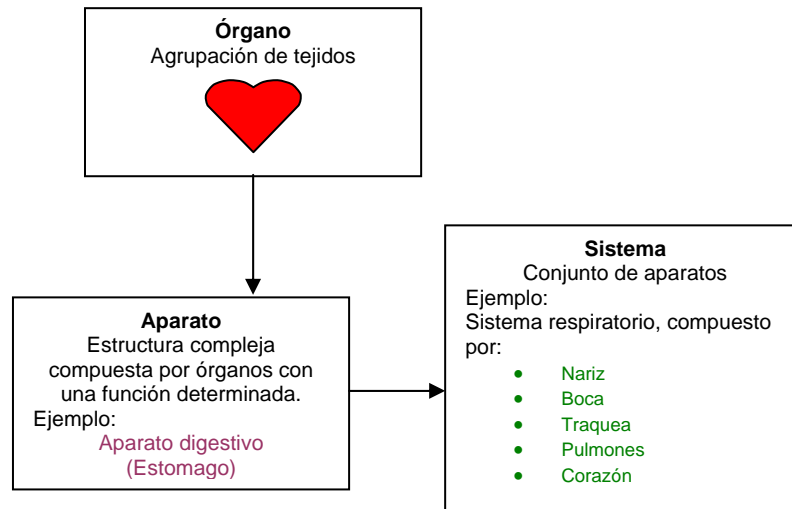 Órgano
Agrupación de tejidos
Aparato
Estructura compleja
compuesta por órganos con
una función determinada.
Ejemplo:
Aparato digestivo
(Estomago)
Sistema
Conjunto de aparatos
Ejemplo:
Sistema respiratorio, compuesto
por:
• Nariz
• Boca
• Traquea
• Pulmones
• Corazón